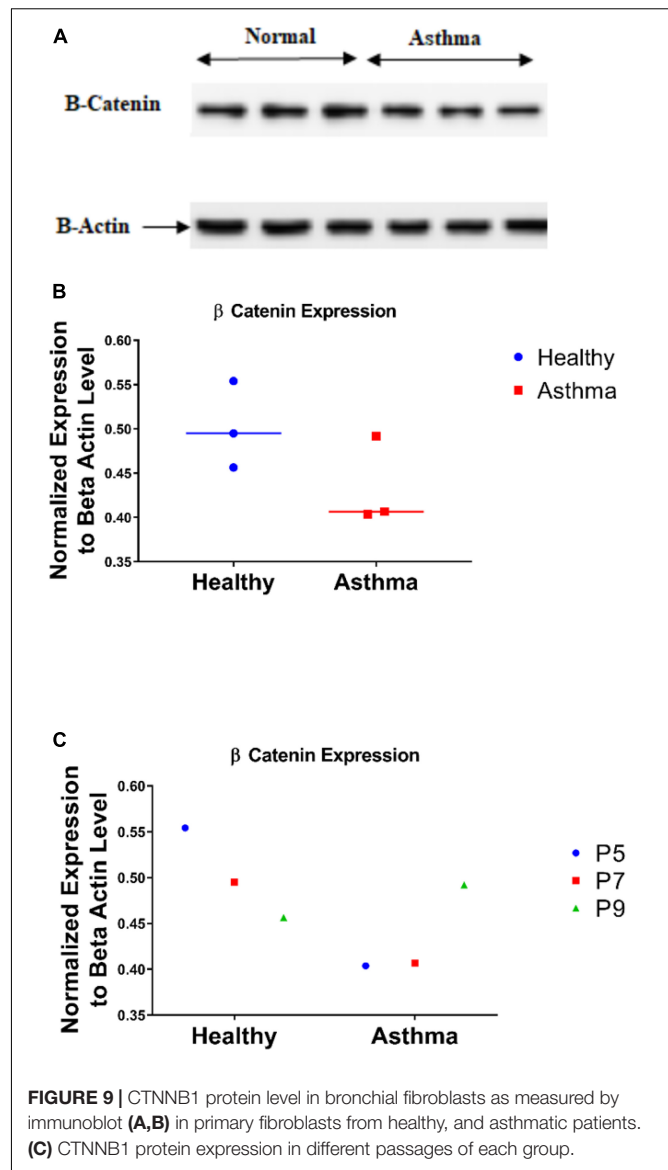 A
Normal Asthma
B-Catenin
B-Actin
B
β Catenin Expression
Normalized Expression
to Beta Actin Level
0.60
0.55
0.50
0.45
0.40
0.35
Healthy Asthma
Healthy
Asthma
C
β Catenin Expression
Normalized Expression
to Beta Actin Level
0.60
0.55
0.50
0.45
0.40
0.35
Healthy Asthma
P5
P7
P9
FIGURE 9 | CTNNB1 protein level in bronchial fibroblasts as measured by
immunoblot (A,B) in primary fibroblasts from healthy, and asthmatic patients.
(C) CTNNB1 protein expression in different passages of each group.